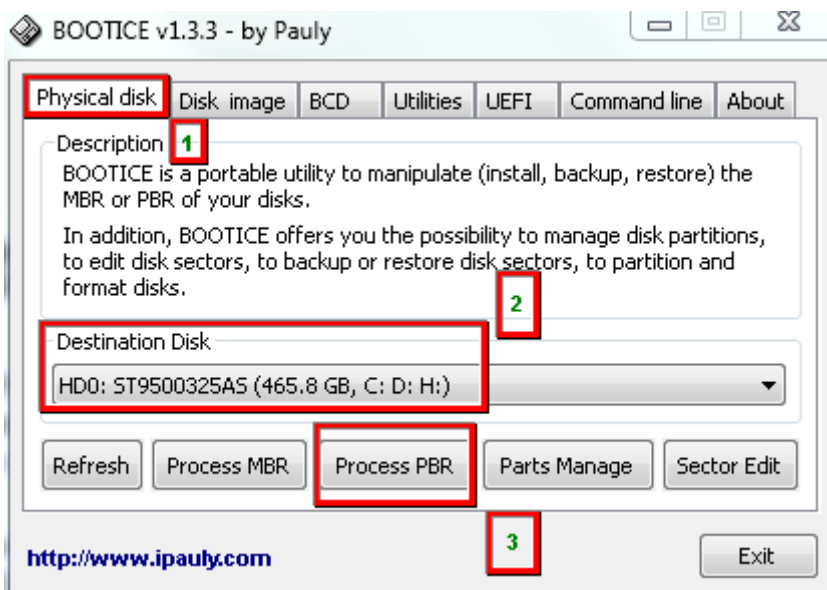 BOOTICE v1.3.3 - by Pauly
Physical disk Disk image BCD Utilities UEFI Command line About
Description 1
BOOTICE is a portable utility to manipulate (install, backup, restore) the
MBR or PBR of your disks.
In addition, BOOTICE offers you the possibility to manage disk partitions,
to edit disk sectors, to backup or restore disk sectors, to partition and
format disks.
2
Destination Disk
HD0: ST9500325AS (465.8 GB, C: D: H:)
Refresh Process MBR Process PBR Parts Manage Sector Edit
3
http://www.ipauly.com Exit